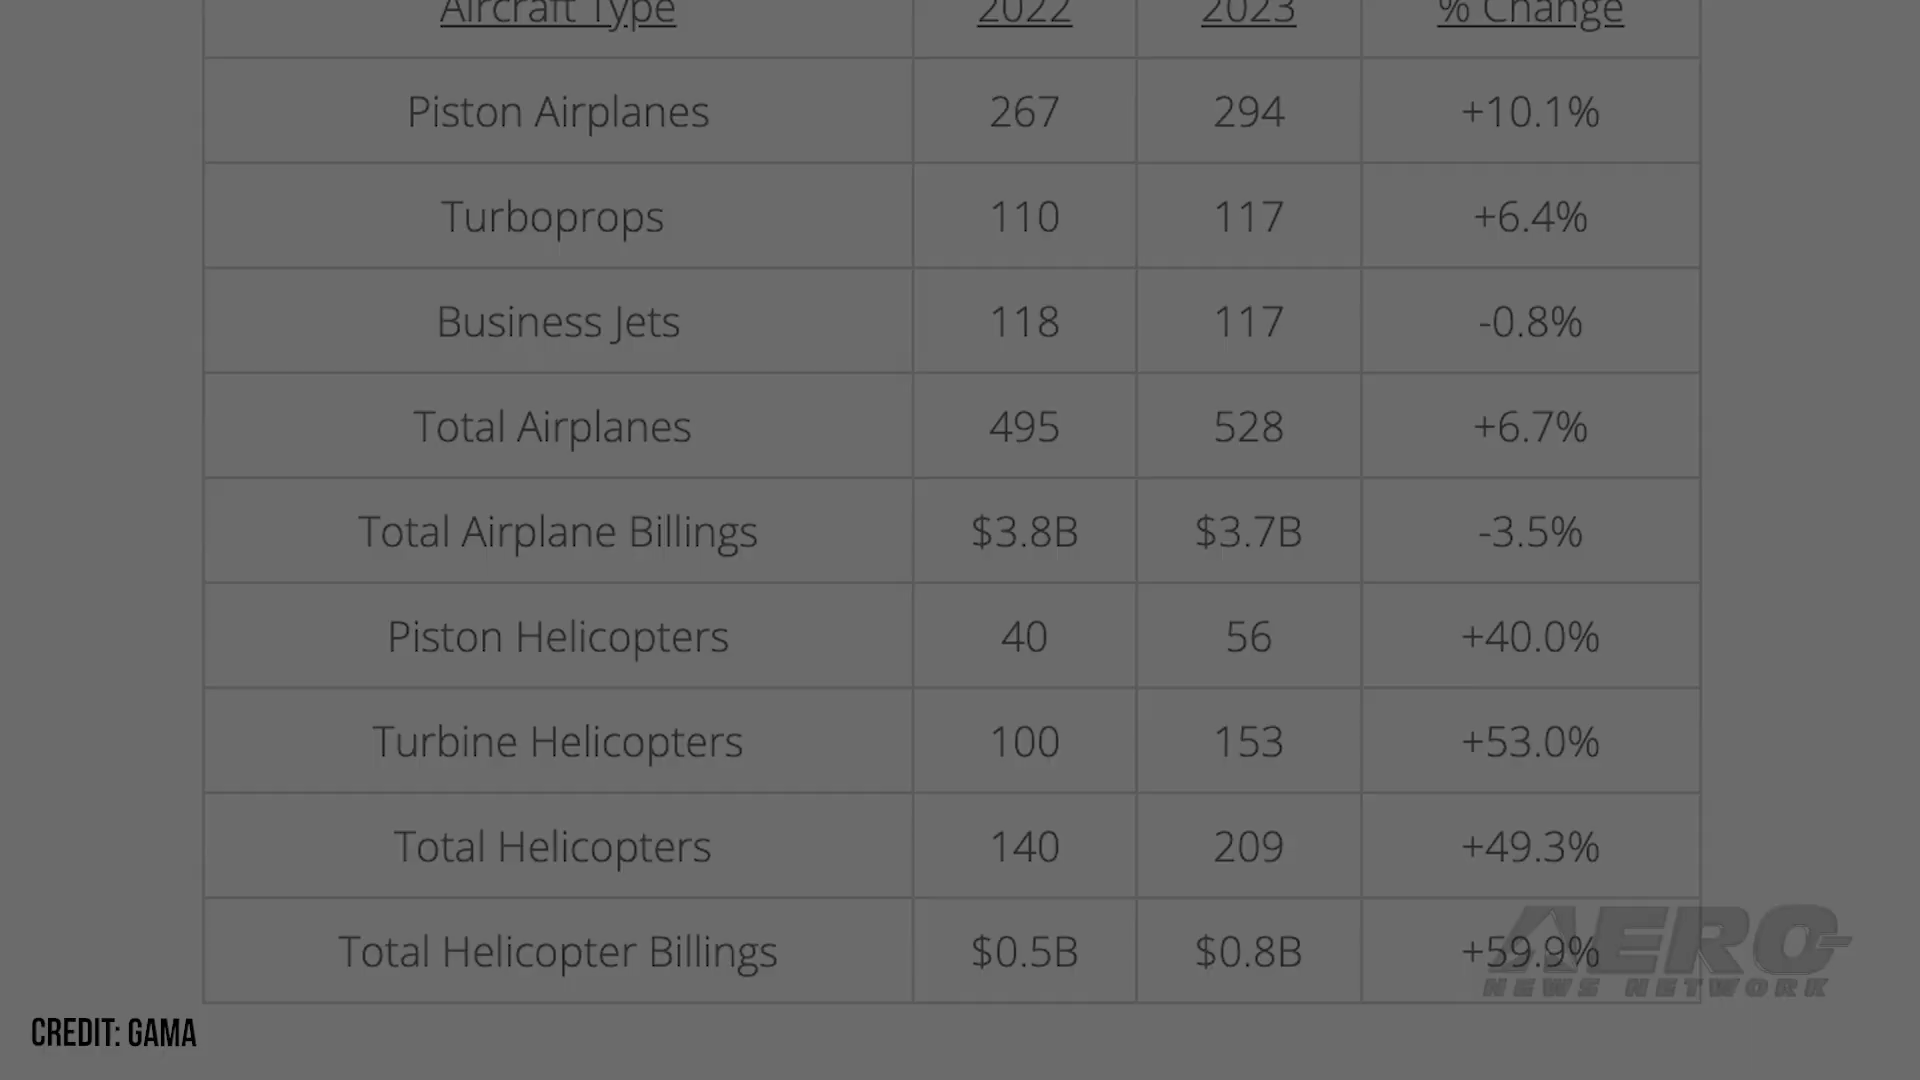 Aircraft Type 2022 2023 % Change
Piston Airplanes 267 294 +10.1%
Turboprops 110 117 +6.4%
Business Jets 118 117 -0.8%
Total Airplanes 495 528 +6.7%
Total Airplane Billings $3.8B $3.7B -3.5%
Piston Helicopters 40 56 +40.0%
Turbine Helicopters 100 153 +53.0%
Total Helicopters 140 209 +49.3%
Total Helicopter Billings $0.5B $0.8B +59.9%
AERO
NEWS NETWORK
CREDIT: GAMA